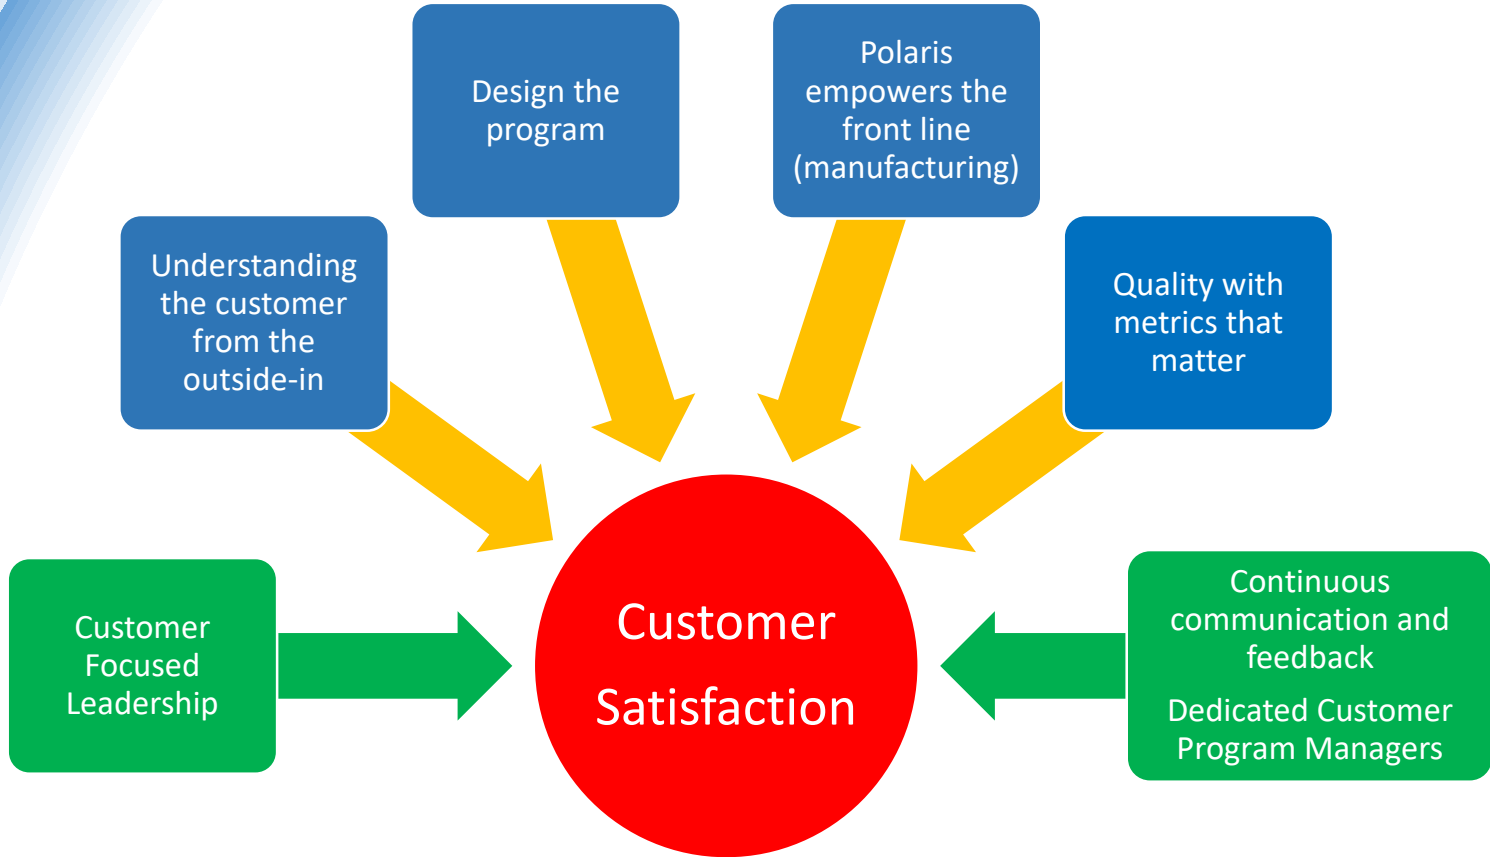 Design the
program
Polaris
empowers the
front line
(manufacturing)
Understanding
the customer
from the
outside-in
Quality with
metrics that
matter
Customer
Focused
Leadership
Customer
Satisfaction
Continuous
communication and
feedback
Dedicated Customer
Program Managers